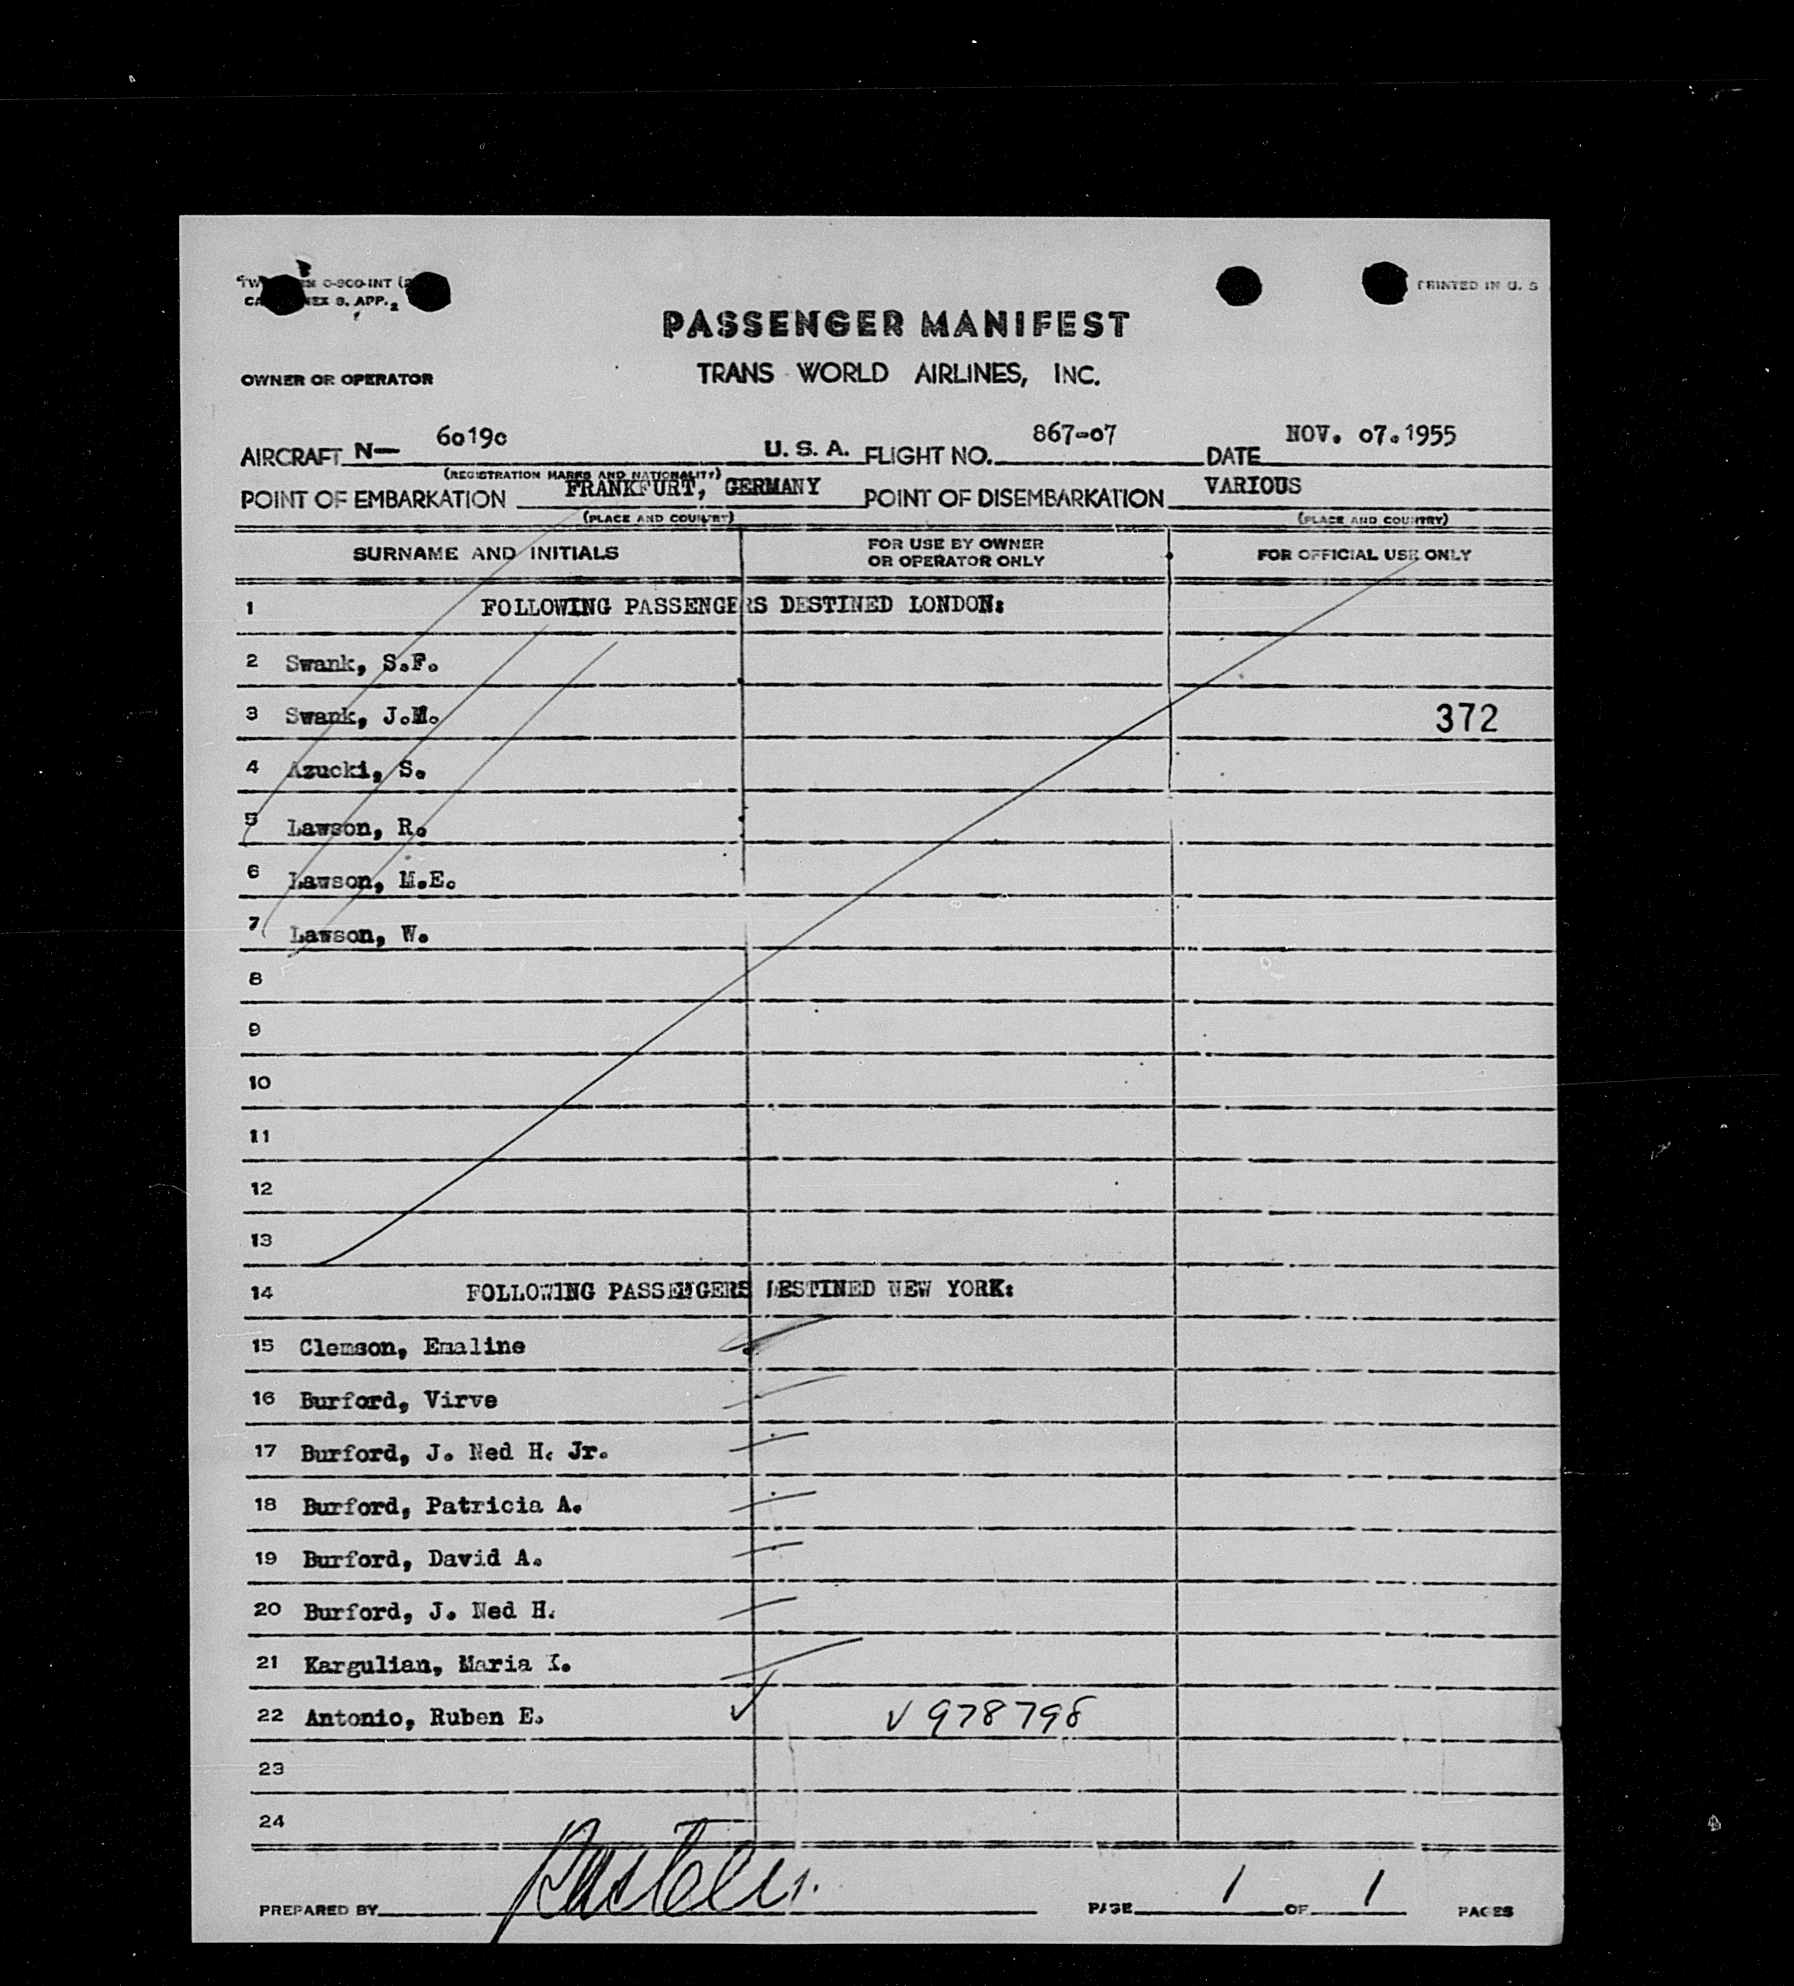 PRINTED IN U. S
PASSENGER MANIFEST
OWNER OR OPERATOR TRANS WORLD AIRLINES, INC.
AIRCRAFT N— 6019C U. S. A. FLIGHT NO. 867-07 DATE NOV. 07.1955
(REGISTRATION MARKS AND NATIONALITY)
POINT OF EMBARKATION FRANKFURT, GERMANY POINT OF DISEMBARKATION VARIOUS
(PLACE AND COUNTRY) (PLACE AND COUNTRY)
SURNAME AND INITIALS FOR USE BY OWNER OR OPERATOR ONLY FOR OFFICIAL USE ONLY
1 FOLLOWING PASSENGERS DESTINED LONDON:
2 Swank, S.F.
3 Swank, J.M. 372
4 Azucki, S.
5 Lawson, R.
6 Lawson, M.E.
7 Lawson, W.
8
9
10
11
12
13
14 FOLLOWING PASSENGERS DESTINED NEW YORK:
15 Clemson, Emaline
16 Burford, Virve
17 Burford, J. Ned H. Jr.
18 Burford, Patricia A.
19 Burford, David A.
20 Burford, J. Ned H.
21 Kargulian, Maria I.
22 Antonio, Ruben E. ✓ V978798
23
24
PREPARED BY PAGE 1 OF 1 PAGES